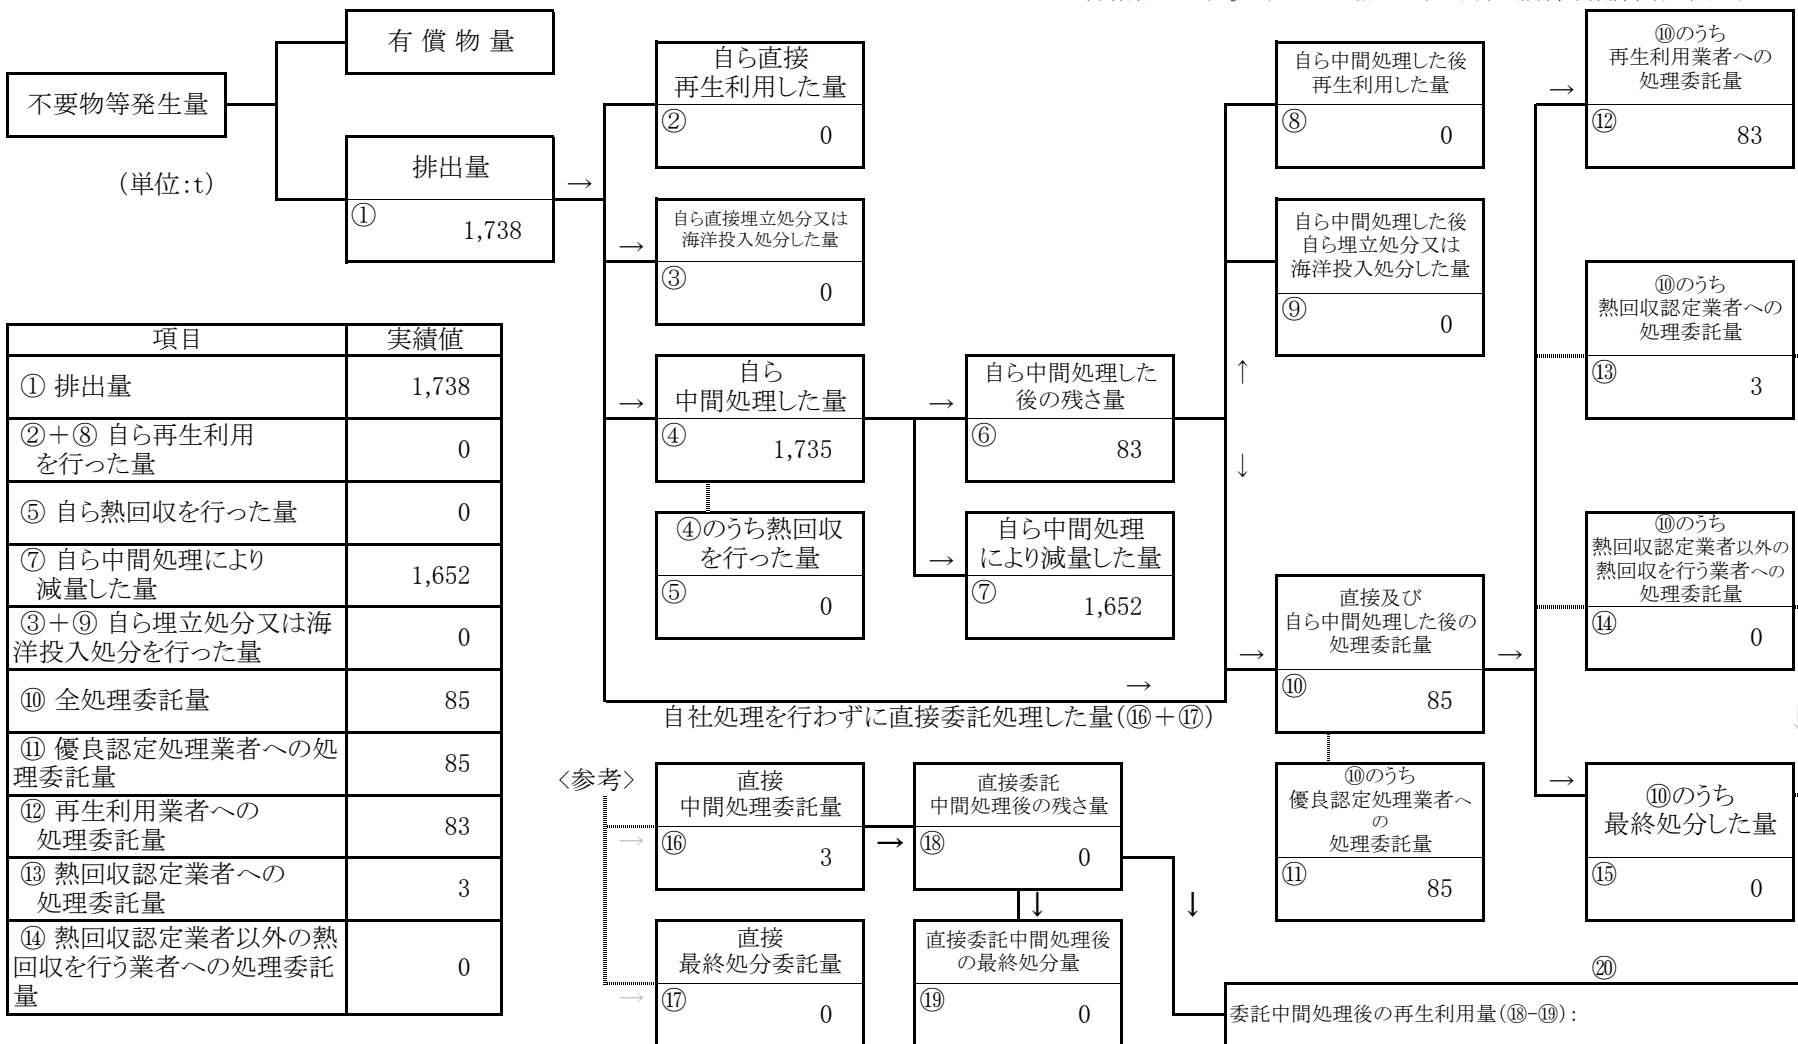 有償物量
不要物等発生量
(単位:t)
排出量
①
1,738
→
自ら直接
再生利用した量
②
0
→
自ら直接埋立処分又は
海洋投入処分した量
③
0
→
自ら
中間処理した量
④
1,735
④のうち熱回収
を行った量
⑤
0
→
自ら中間処理した
後の残さ量
⑥
83
→
自ら中間処理
により減量した量
⑦
1,652
自ら中間処理した後
再生利用した量
⑧
0
自ら中間処理した後
自ら埋立処分又は
海洋投入処分した量
⑨
0
↑
↓
→
直接及び
自ら中間処理した後の
処理委託量
⑩
85
→
⑩のうち
優良認定処理業者へ
の
処理委託量
⑪
85
→
⑩のうち
再生利用業者への
処理委託量
⑫
83
⑩のうち
熱回収認定業者への
処理委託量
⑬
3
⑩のうち
熱回収認定業者以外の
熱回収を行う業者への
処理委託量
⑭
0
→
⑩のうち
最終処分した量
⑮
0
→
自社処理を行わずに直接委託処理した量(⑯+⑰)
<参考>
→
直接
中間処理委託量
⑯
3
→
直接委託
中間処理後の残さ量
⑱
0
↓
↓
→
直接
最終処分委託量
⑰
0
直接委託中間処理後
の最終処分量
⑲
0
⑳
委託中間処理後の再生利用量(⑱-⑲):
項目 実績値
① 排出量 1,738
②+⑧ 自ら再生利用
を行った量 0
⑤ 自ら熱回収を行った量 0
⑦ 自ら中間処理により
減量した量 1,652
③+⑨ 自ら埋立処分又は海
洋投入処分を行った量 0
⑩ 全処理委託量 85
⑪ 優良認定処理業者への処
理委託量 85
⑫ 再生利用業者への
処理委託量 83
⑬ 熱回収認定業者への
処理委託量 3
⑭ 熱回収認定業者以外の熱
回収を行う業者への処理委託
量 0